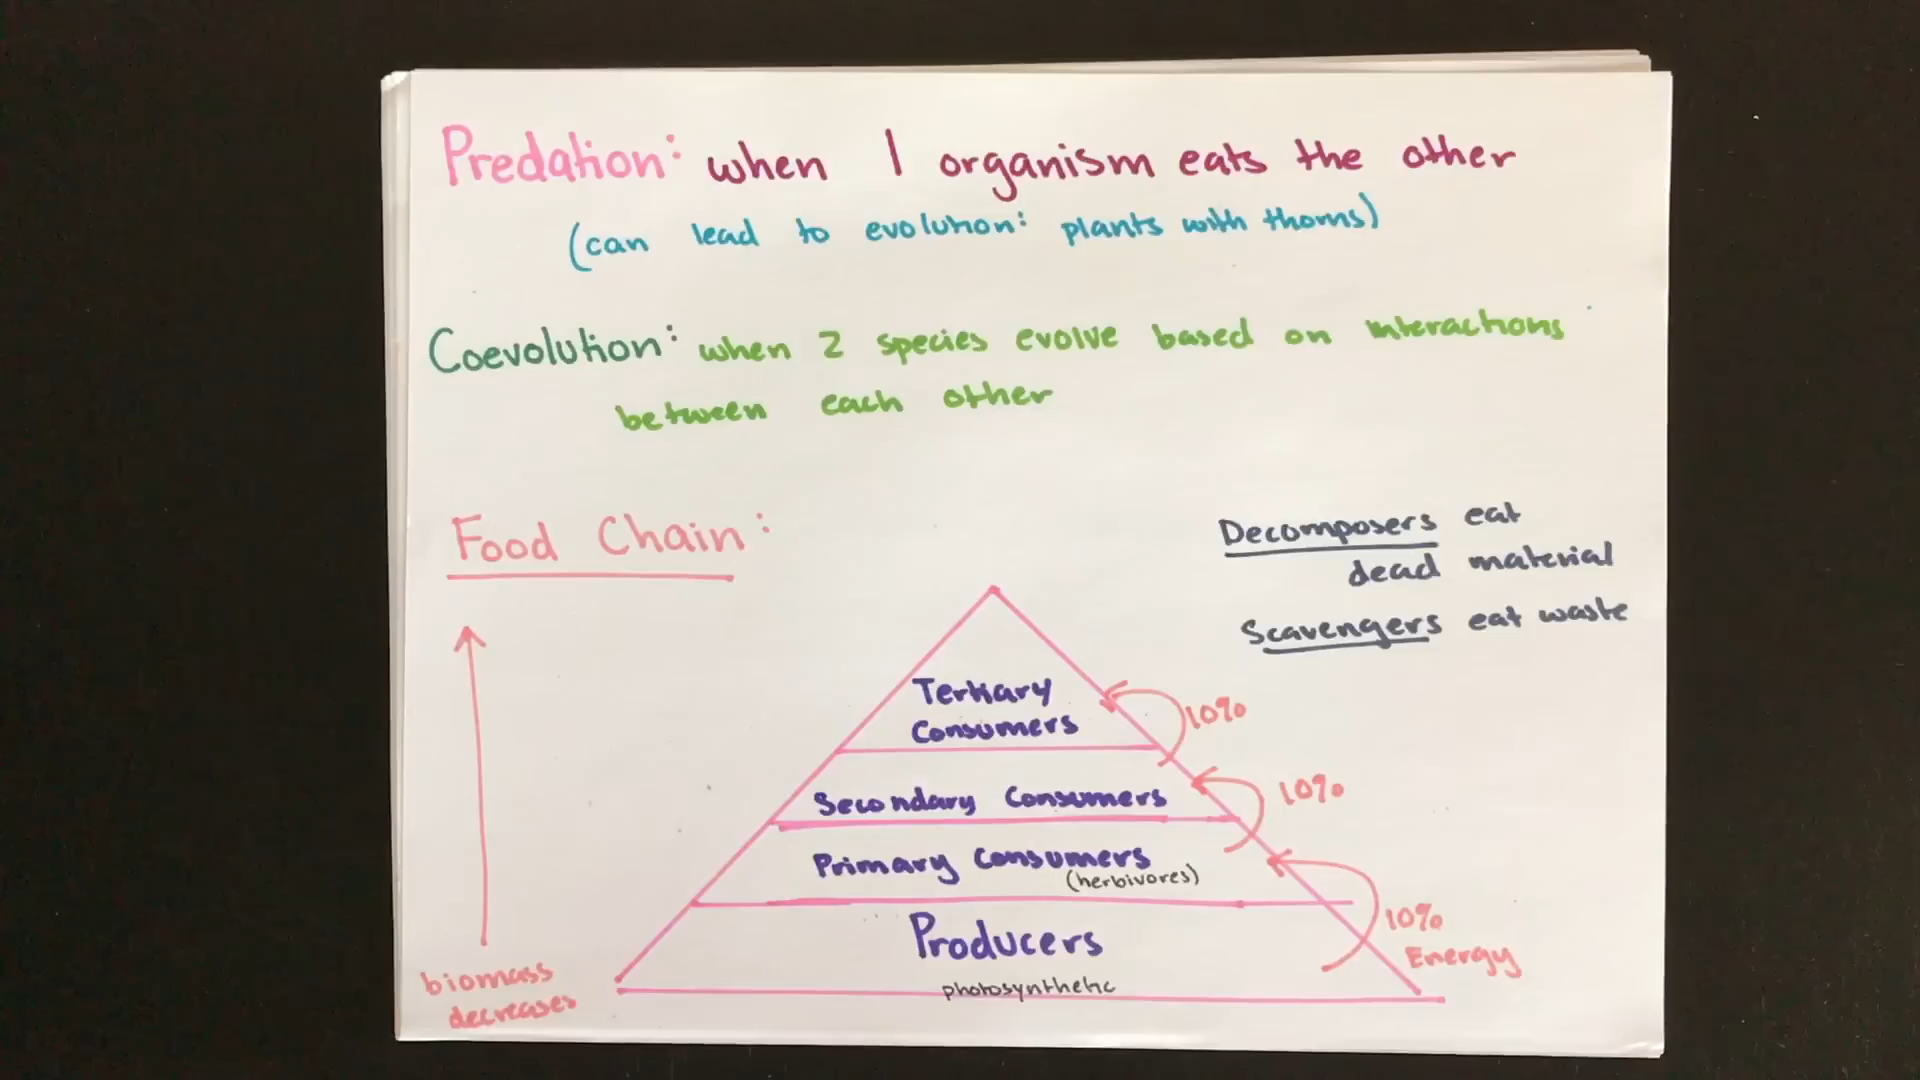 Predation: when 1 organism eats the other
(can lead to evolution: plants with thorns)
Coevolution: when 2 species evolve based on interactions
between each other
Food Chain:
Decomposers eat
dead material
Scavengers eat waste
Tertiary
Consumers
10%
Secondary Consumers
10%
Primary Consumers
(herbivores)
Producers
10%
Energy
photosynthetic
biomass
decreases